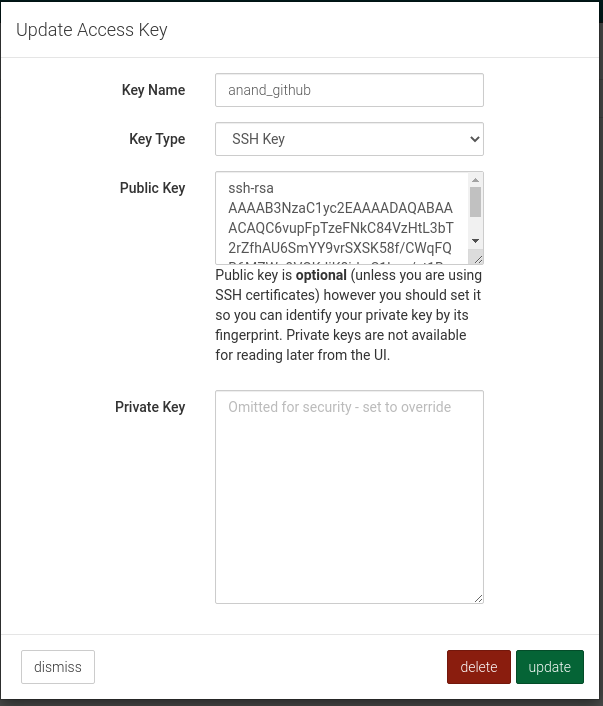 Update Access Key
Key Name
anand_github
Key Type
SSH Key
Public Key
ssh-rsa
AAAAB3NzaC1yc2EAAAADAQABAA
ACAQC6vupFpTzeFNkC84VzHtL3bT
2rZfhAU6SmYY9vrSXSK58f/CWqFQ
Public key is optional (unless you are using
SSH certificates) however you should set it
so you can identify your private key by its
fingerprint. Private keys are not available
for reading later from the UI.
Private Key
Omitted for security - set to override
dismiss
delete
update